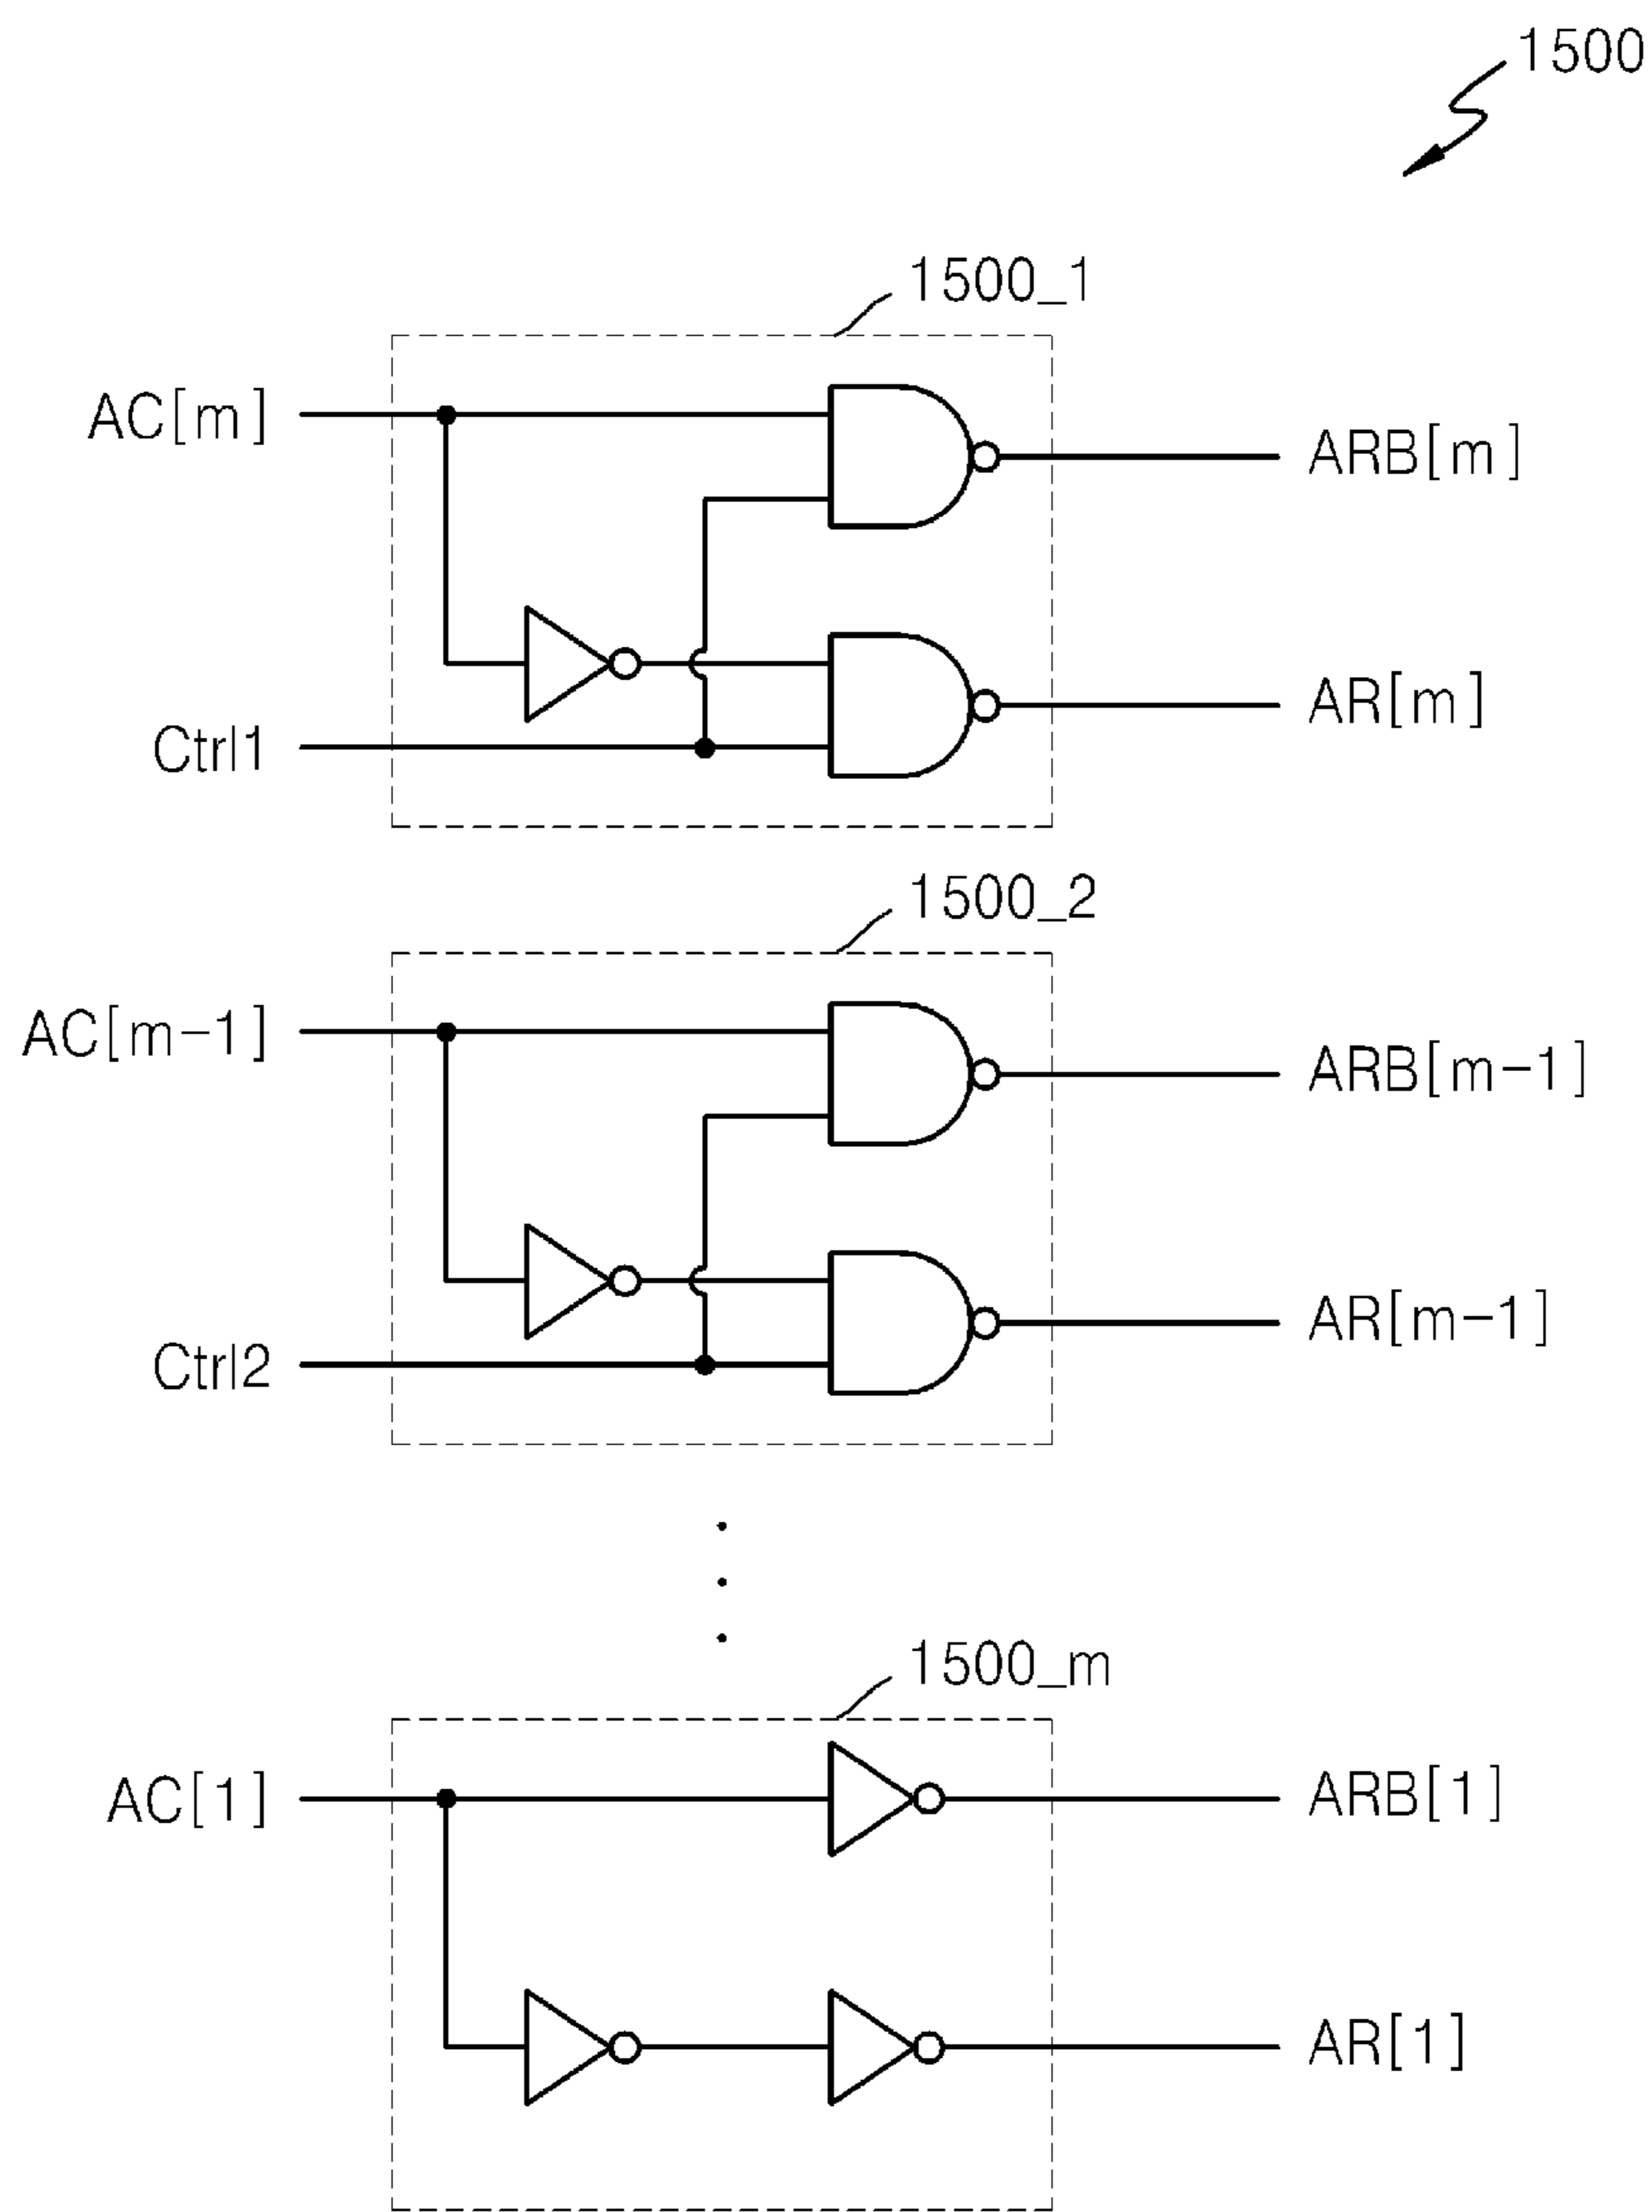 1500
1500_1
AC[m]
ARB[m]
AR[m]
Ctrl1
1500_2
AC[m-1]
ARB[m-1]
AR[m-1]
Ctrl2
1500_m
AC[1]
ARB[1]
AR[1]